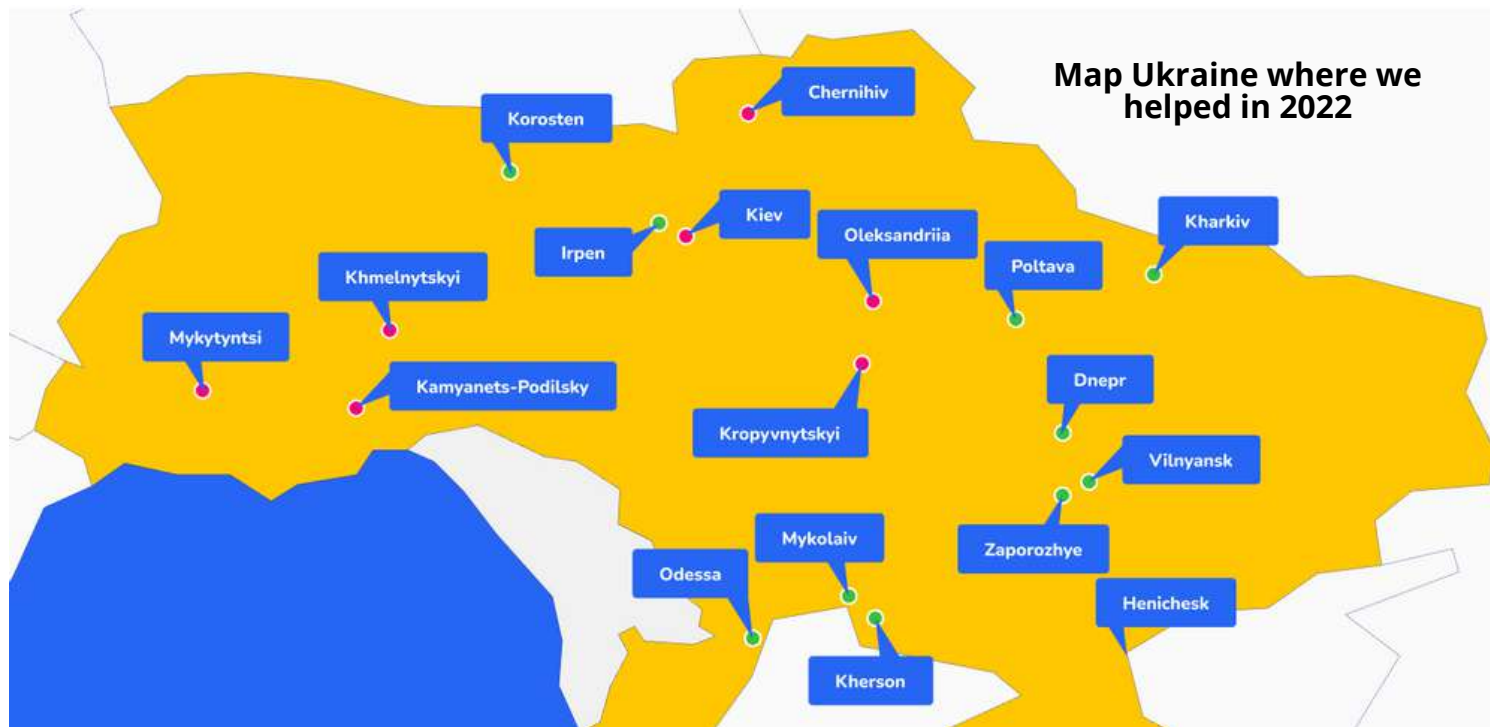 Map Ukraine where we
helped in 2022
Chernihiv
Korosten
Kiev
Kharkiv
Oleksandriia
Irpen
Poltava
Khmelnytskyi
Mykytyntsi
Dnepr
Kamyanets-Podilsky
Kropyvnytskyi
Vilnyansk
Mykolaiv
Zaporozhye
Odessa
Henichesk
Kherson